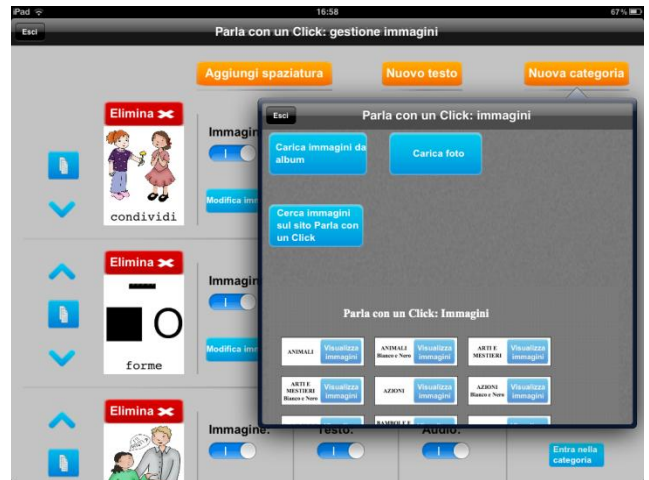 iPad 16:58 67%
Esci Parla con un Click: gestione immagini
Aggiungi spaziatura Nuovo testo Nuova categoria
Elimina
condividi
Immagin
Modifica imm
Elimina
forme
Immagin
Modifica imm
Elimina
Immagine: Testo: Audio:
Entra nella
categoria
Esci Parla con un Click: immagini
Carica immagini da
album
Carica foto
Cerca immagini
sul sito Parla con
un Click
Parla con un Click: Immagini
ANIMALI
Visualizza
immagini
ANIMALI
Bianco e Nero
Visualizza
immagini
ARTI E
MESTIERI
Visualizza
immagini
ARTI E
MESTIERI
Bianco e Nero
Visualizza
immagini
AZIONI
Visualizza
immagini
AZIONI
Bianco e Nero
Visualizza
immagini
BAMBOLE E
Visualizza
Visualizza
Visualizza